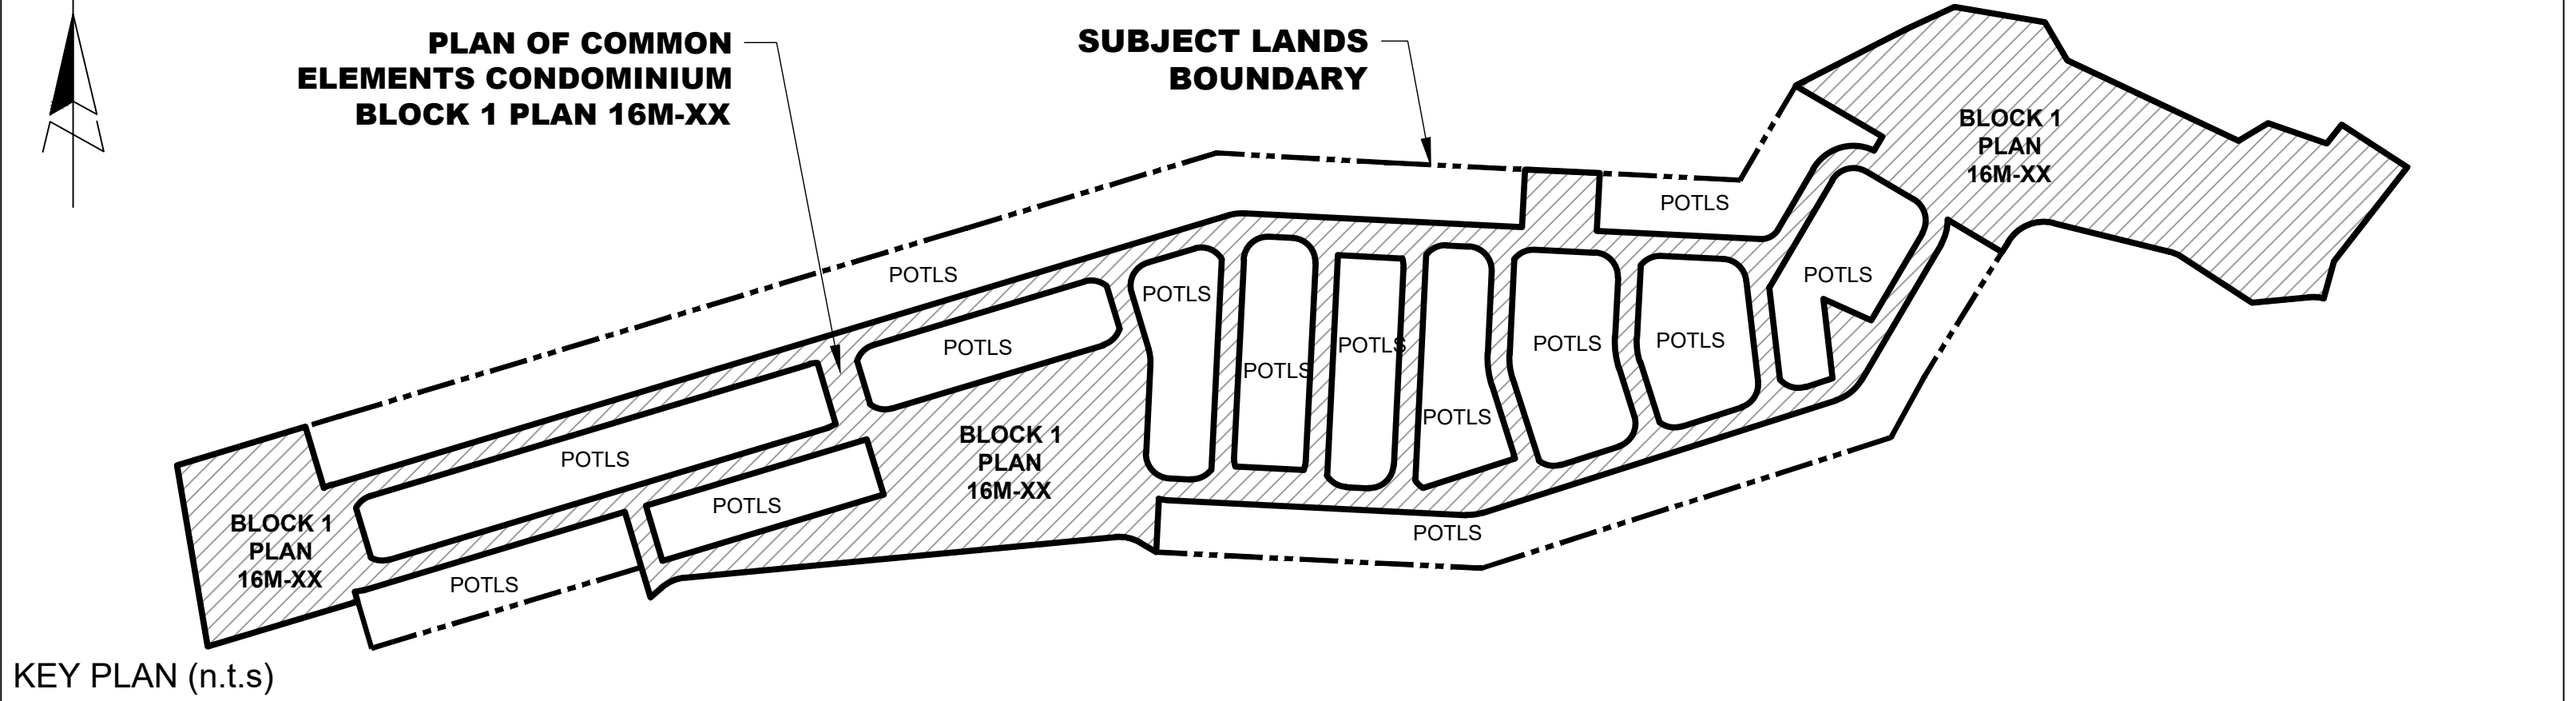 PLAN OF COMMON
ELEMENTS CONDOMINIUM
BLOCK 1 PLAN 16M-XX
SUBJECT LANDS
BOUNDARY
BLOCK 1
PLAN
16M-XX
POTLS
POTLS
POTLS
POTLS
POTLS
POTLS
POTLS
POTLS
POTLS
POTLS
POTLS
POTLS
BLOCK 1
PLAN
16M-XX
POTLS
POTLS
BLOCK 1
PLAN
16M-XX
POTLS
POTLS
KEY PLAN (n.t.s)